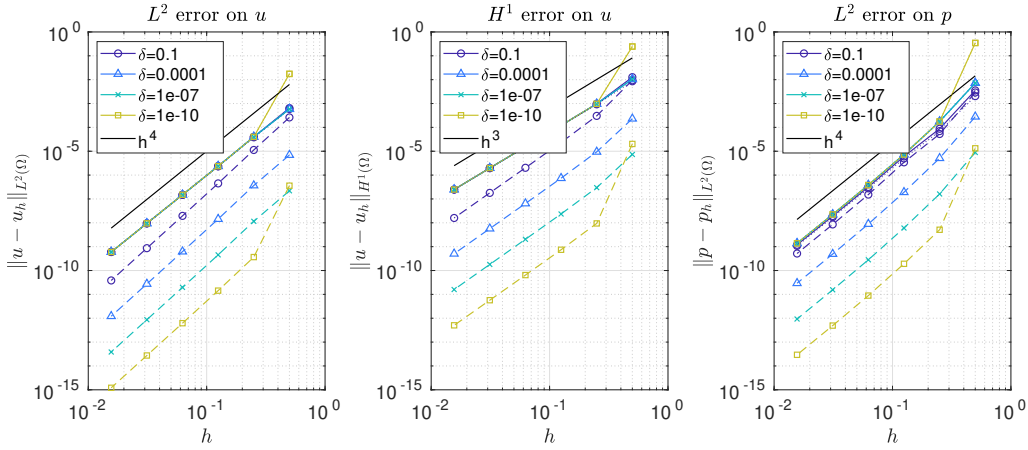 L² error on u
10⁰
10⁻⁵
10⁻¹⁰
10⁻¹⁵
10⁻² 10⁻¹ 10⁰
h
‖u − u_h‖_{L²(Ω)}
δ=0.1
δ=0.0001
δ=1e-07
δ=1e-10
h⁴
H¹ error on u
10⁰
10⁻⁵
10⁻¹⁰
10⁻¹⁵
10⁻² 10⁻¹ 10⁰
h
‖u − u_h‖_{H¹(Ω)}
δ=0.1
δ=0.0001
δ=1e-07
δ=1e-10
h³
L² error on p
10⁰
10⁻⁵
10⁻¹⁰
10⁻¹⁵
10⁻² 10⁻¹ 10⁰
h
‖p − p_h‖_{L²(Ω)}
δ=0.1
δ=0.0001
δ=1e-07
δ=1e-10
h⁴